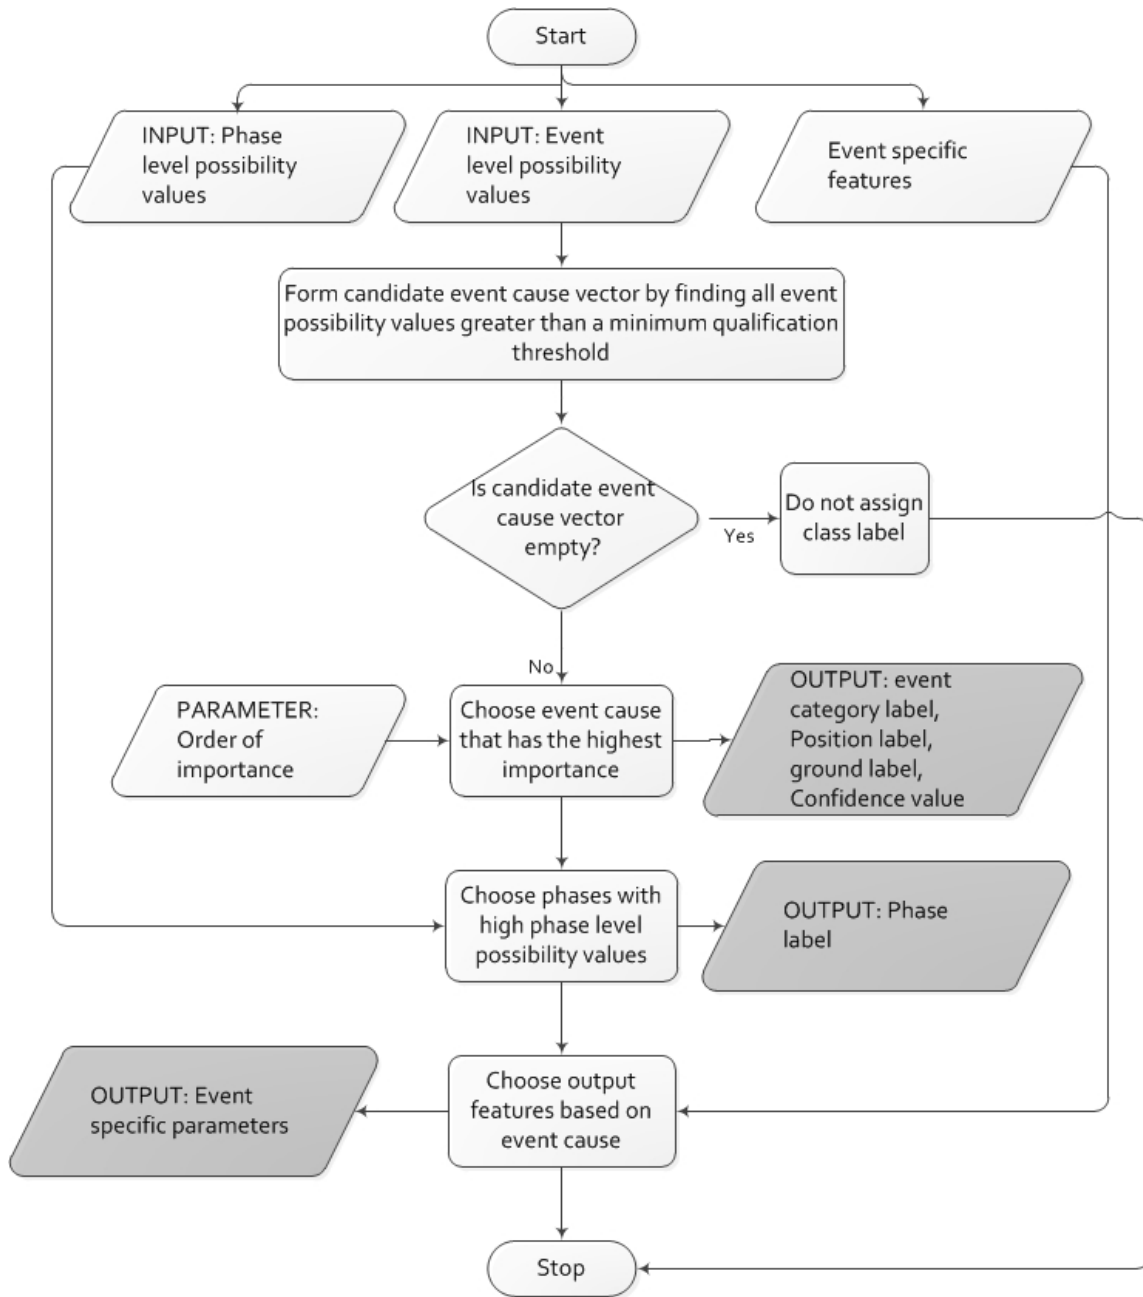 Start
INPUT: Phase
level possibility
values
INPUT: Event
level possibility
values
Event specific
features
Form candidate event cause vector by finding all event
possibility values greater than a minimum qualification
threshold
Is candidate event
cause vector
empty?
Yes
Do not assign
class label
No
PARAMETER:
Order of
importance
Choose event cause
that has the highest
importance
OUTPUT: event
category label,
Position label,
ground label,
Confidence value
Choose phases with
high phase level
possibility values
OUTPUT: Phase
label
OUTPUT: Event
specific parameters
Choose output
features based on
event cause
Stop